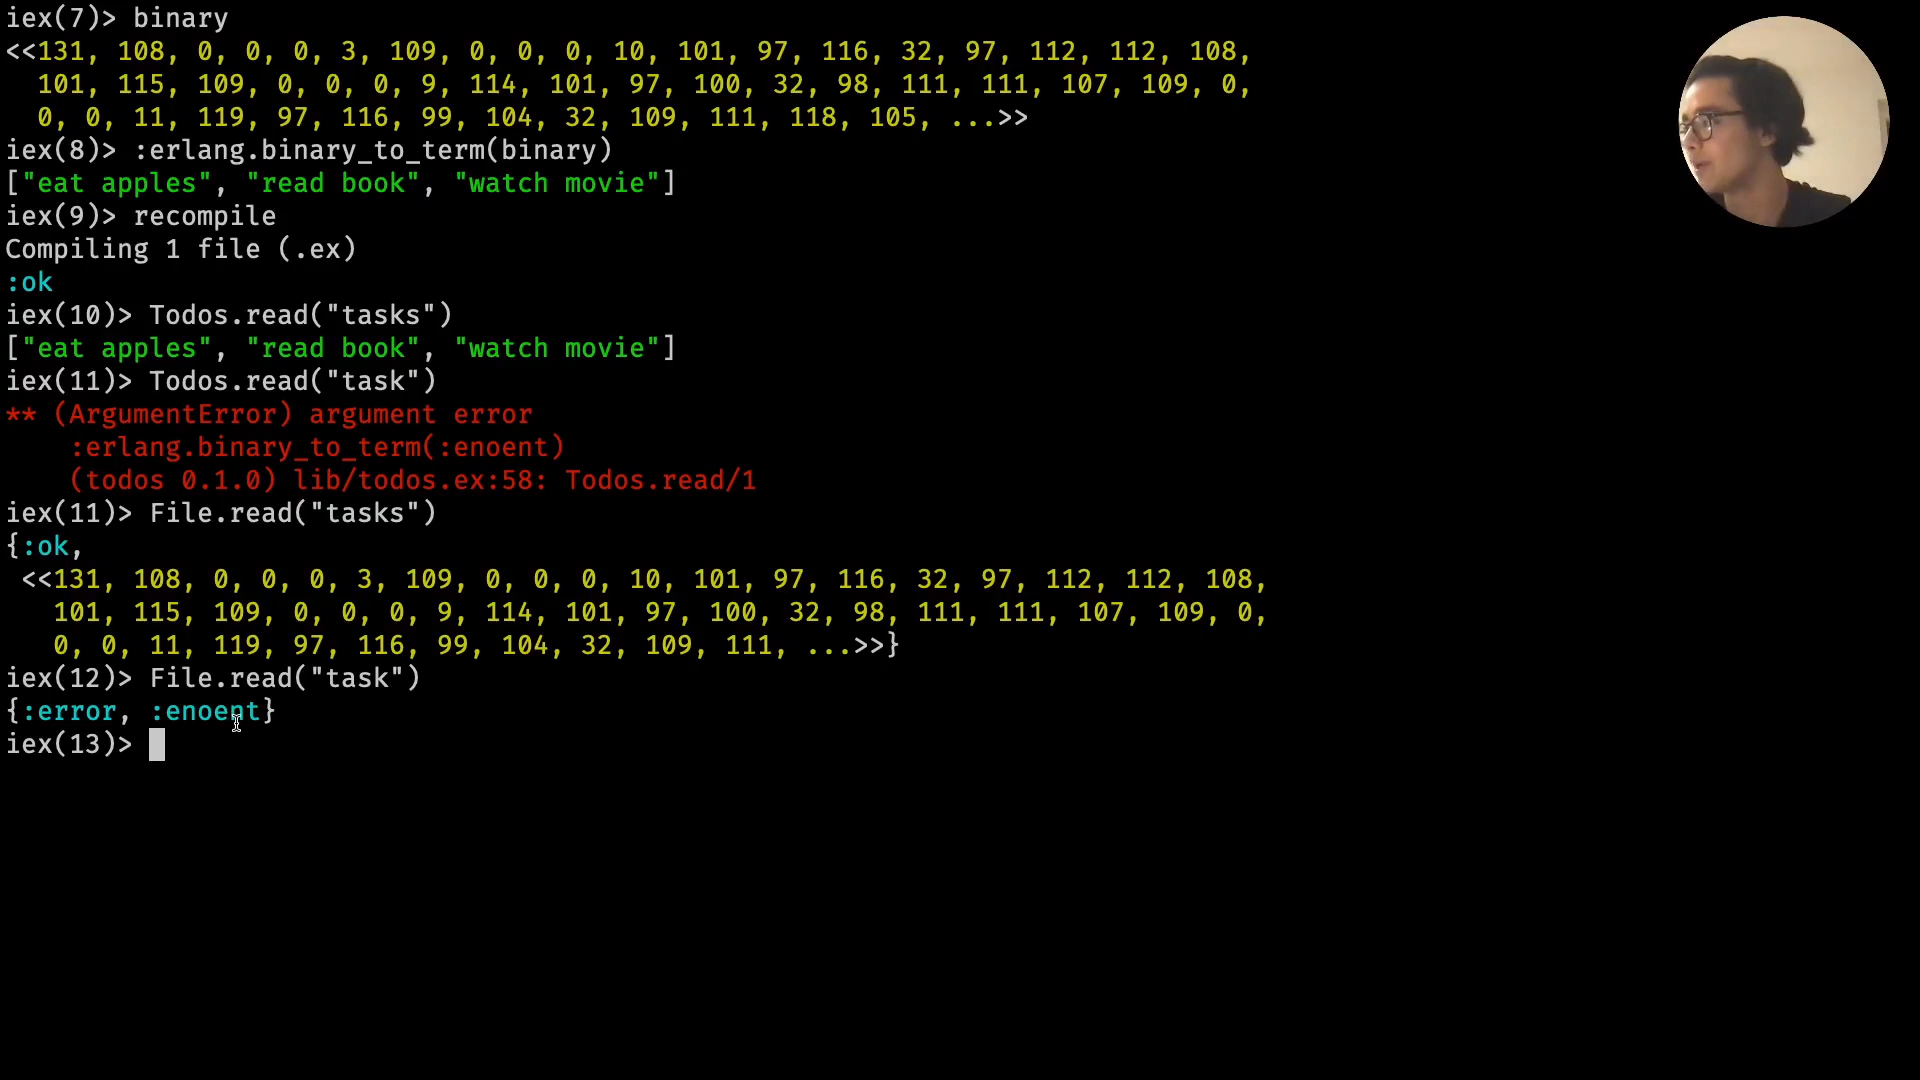 iex(7)> binary
<<131, 108, 0, 0, 0, 3, 109, 0, 0, 0, 10, 101, 97, 116, 32, 97, 112, 112, 108,
  101, 115, 109, 0, 0, 0, 9, 114, 101, 97, 100, 32, 98, 111, 111, 107, 109, 0,
  0, 0, 11, 119, 97, 116, 99, 104, 32, 109, 111, 118, 105, ...>>
iex(8)> :erlang.binary_to_term(binary)
["eat apples", "read book", "watch movie"]
iex(9)> recompile
Compiling 1 file (.ex)
:ok
iex(10)> Todos.read("tasks")
["eat apples", "read book", "watch movie"]
iex(11)> Todos.read("task")
** (ArgumentError) argument error
    :erlang.binary_to_term(:enoent)
    (todos 0.1.0) lib/todos.ex:58: Todos.read/1
iex(11)> File.read("tasks")
{:ok,
 <<131, 108, 0, 0, 0, 3, 109, 0, 0, 0, 10, 101, 97, 116, 32, 97, 112, 112, 108,
   101, 115, 109, 0, 0, 0, 9, 114, 101, 97, 100, 32, 98, 111, 111, 107, 109, 0,
   0, 0, 11, 119, 97, 116, 99, 104, 32, 109, 111, ...>>}
iex(12)> File.read("task")
{:error, :enoent}
iex(13)>